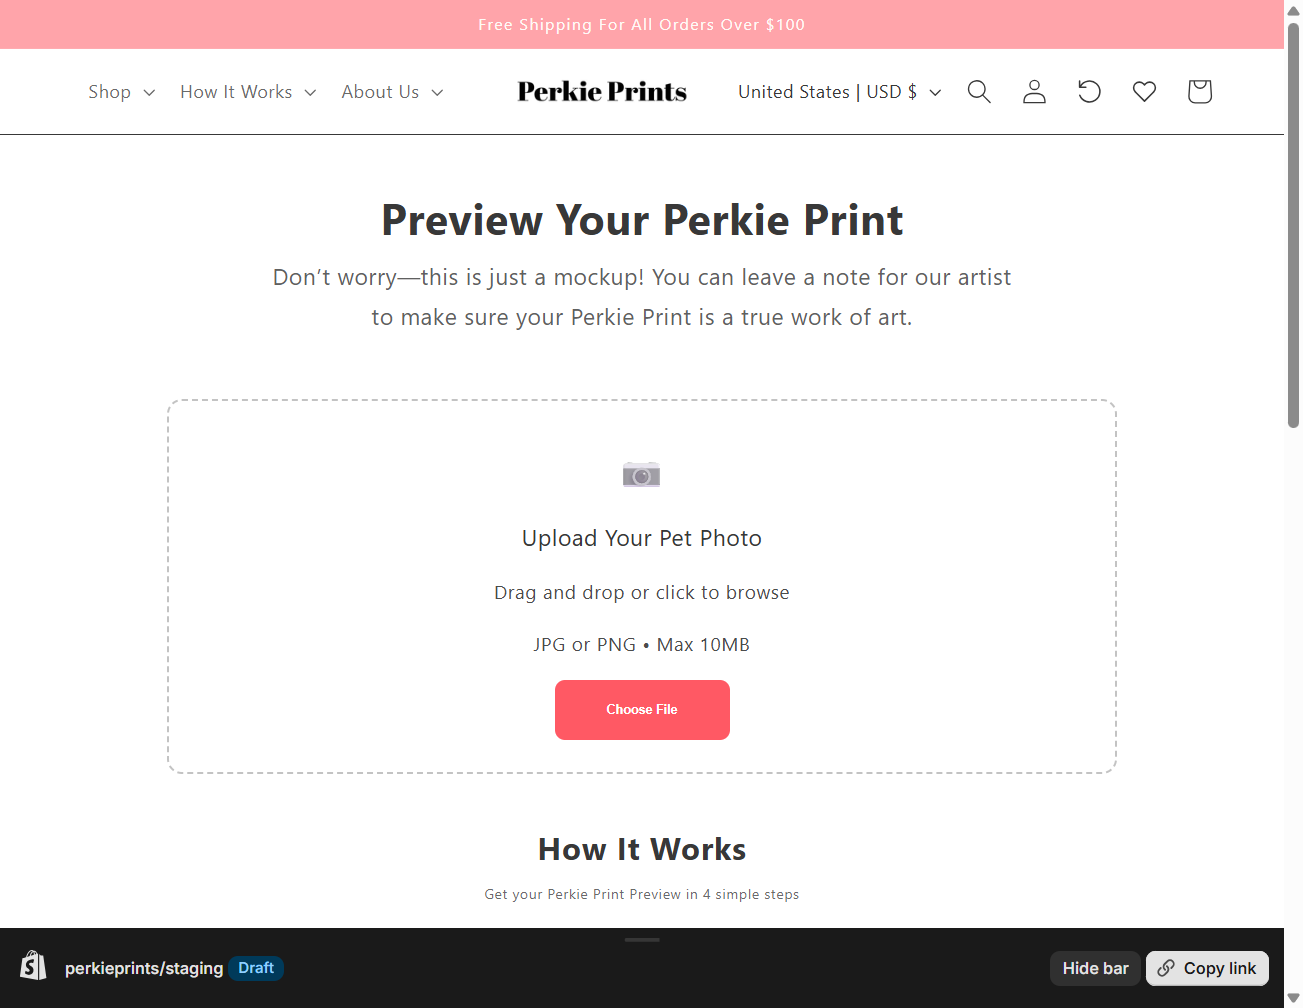 Free Shipping For All Orders Over $100
Shop How It Works About Us Perkie Prints United States | USD $
Preview Your Perkie Print
Don’t worry—this is just a mockup! You can leave a note for our artist
to make sure your Perkie Print is a true work of art.
Upload Your Pet Photo
Drag and drop or click to browse
JPG or PNG • Max 10MB
Choose File
How It Works
Get your Perkie Print Preview in 4 simple steps
perkieprints/staging Draft Hide bar Copy link